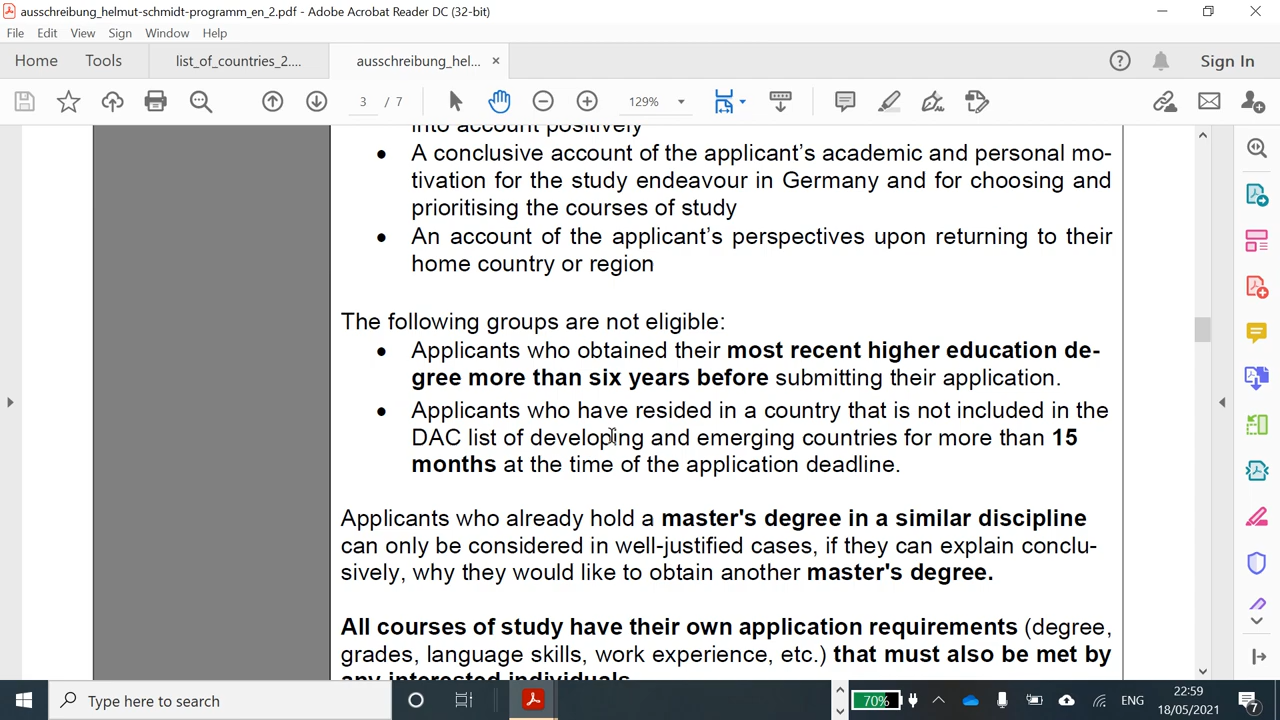 ausschreibung_helmut-schmidt-programm_en_2.pdf - Adobe Acrobat Reader DC (32-bit)
File Edit View Sign Window Help
Home Tools list_of_countries_2.... ausschreibung_hel... × Sign In
3 / 7 129%
into account positively
• A conclusive account of the applicant's academic and personal mo-
tivation for the study endeavour in Germany and for choosing and
prioritising the courses of study
• An account of the applicant's perspectives upon returning to their
home country or region
The following groups are not eligible:
• Applicants who obtained their most recent higher education de-
gree more than six years before submitting their application.
• Applicants who have resided in a country that is not included in the
DAC list of developing and emerging countries for more than 15
months at the time of the application deadline.
Applicants who already hold a master's degree in a similar discipline
can only be considered in well-justified cases, if they can explain conclu-
sively, why they would like to obtain another master's degree.
All courses of study have their own application requirements (degree,
grades, language skills, work experience, etc.) that must also be met by
any interested individuals
Type here to search
70%
ENG
22:59
18/05/2021
7